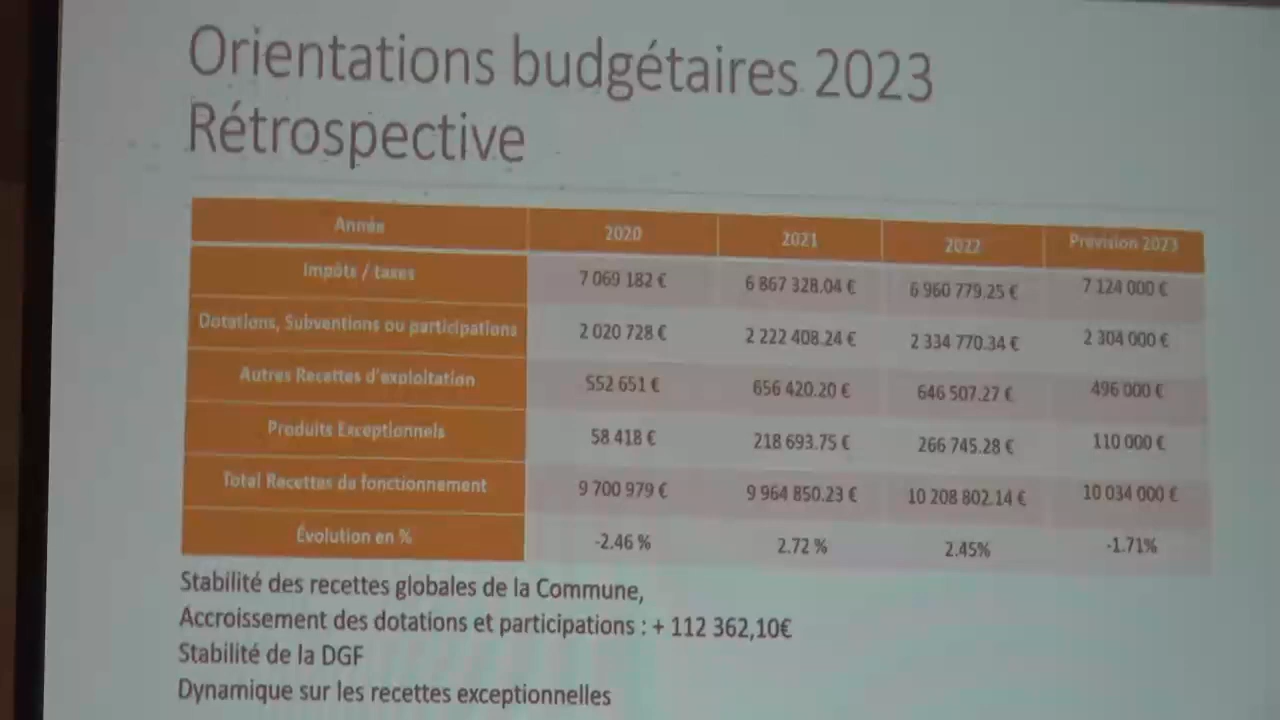 Orientations budgétaires 2023
Rétrospective
Année 2020 2021 2022 Prévision 2023
Impôts / taxes 7 069 182 € 6 867 328.04 € 6 960 779.25 € 7 124 000 €
Dotations, Subventions ou participations 2 020 728 € 2 222 408.24 € 2 334 770.34 € 2 304 000 €
Autres Recettes d'exploitation 552 651 € 656 420.20 € 646 507.27 € 496 000 €
Produits Exceptionnels 58 418 € 218 693.75 € 266 745.28 € 110 000 €
Total Recettes de fonctionnement 9 700 979 € 9 964 850.23 € 10 208 802.14 € 10 034 000 €
Évolution en % -2.46 % 2.72 % 2.45% -1.71%
Stabilité des recettes globales de la Commune,
Accroissement des dotations et participations : + 112 362,10€
Stabilité de la DGF
Dynamique sur les recettes exceptionnelles